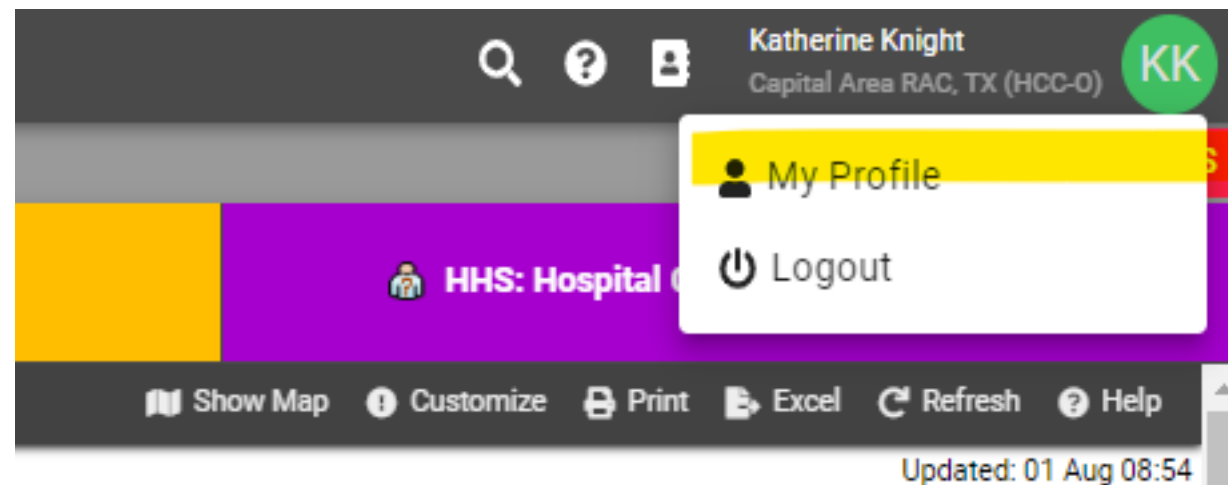 Katherine Knight
Capital Area RAC, TX (HCC-O)
KK
My Profile
S
HHS: Hospital
Logout
Show Map Customize Print Excel Refresh Help
Updated: 01 Aug 08:54